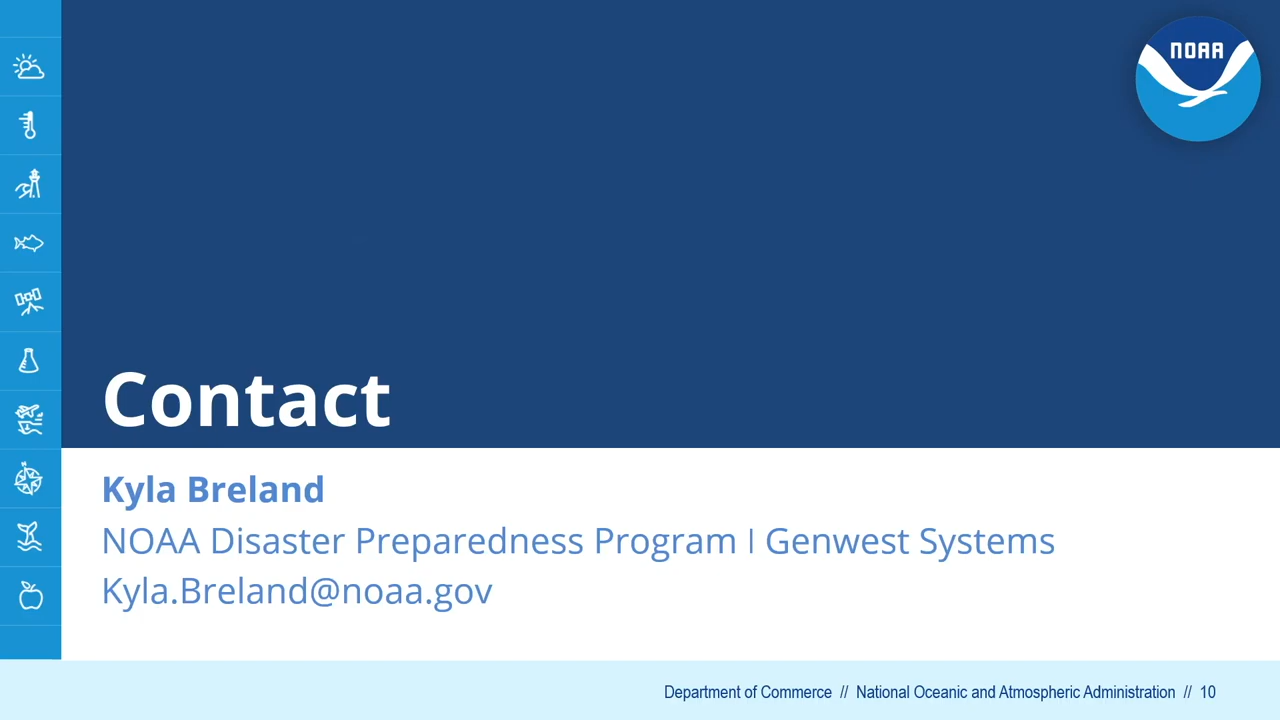 NOAA
Contact
Kyla Breland
NOAA Disaster Preparedness Program | Genwest Systems
Kyla.Breland@noaa.gov
Department of Commerce // National Oceanic and Atmospheric Administration // 10